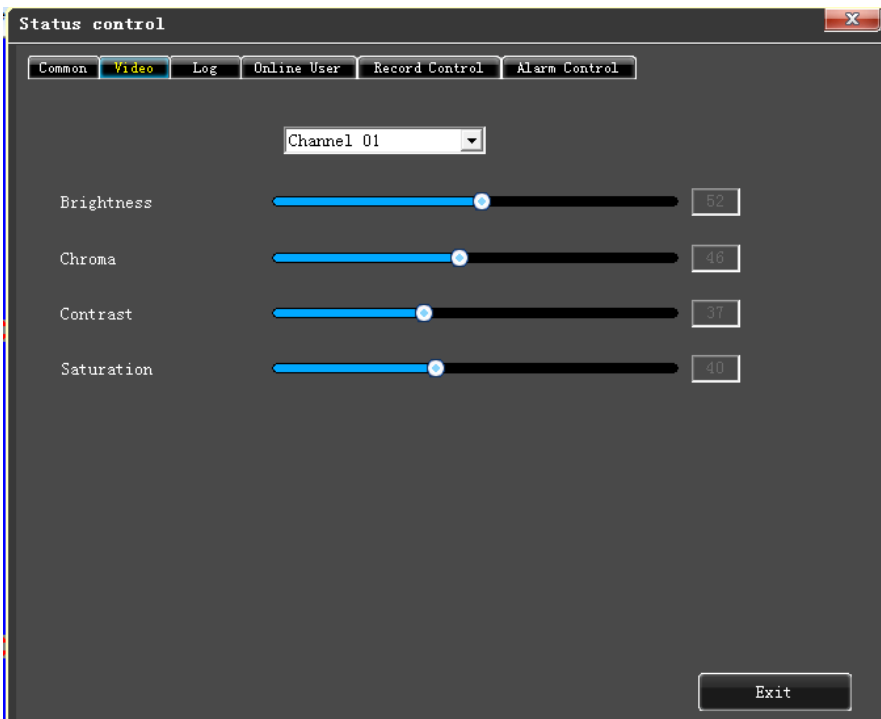 Status control
Common Video Log Online User Record Control Alarm Control
Channel 01
Brightness 52
Chroma 46
Contrast 37
Saturation 40
Exit